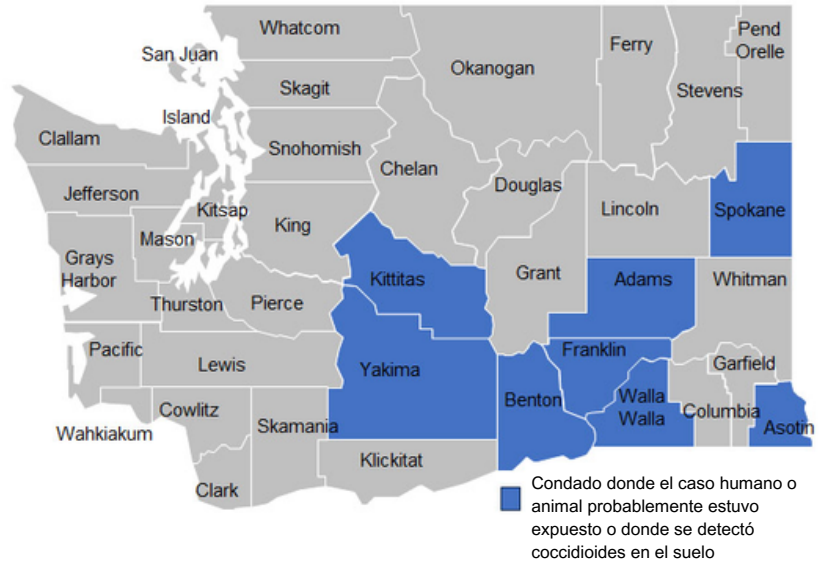 Whatcom
San Juan
Skagit
Island
Clallam
Snohomish
Jefferson
Kitsap
King
Mason
Grays
Harbor
Thurston
Pierce
Pacific
Lewis
Wahkiakum
Cowlitz
Skamania
Clark
Okanogan
Ferry
Stevens
Pend
Orelle
Chelan
Douglas
Lincoln
Spokane
Kittitas
Grant
Adams
Whitman
Yakima
Franklin
Benton
Walla
Walla
Columbia
Garfield
Asotin
Klickitat
Condado donde el caso humano o
animal probablemente estuvo
expuesto o donde se detectó
coccidioides en el suelo